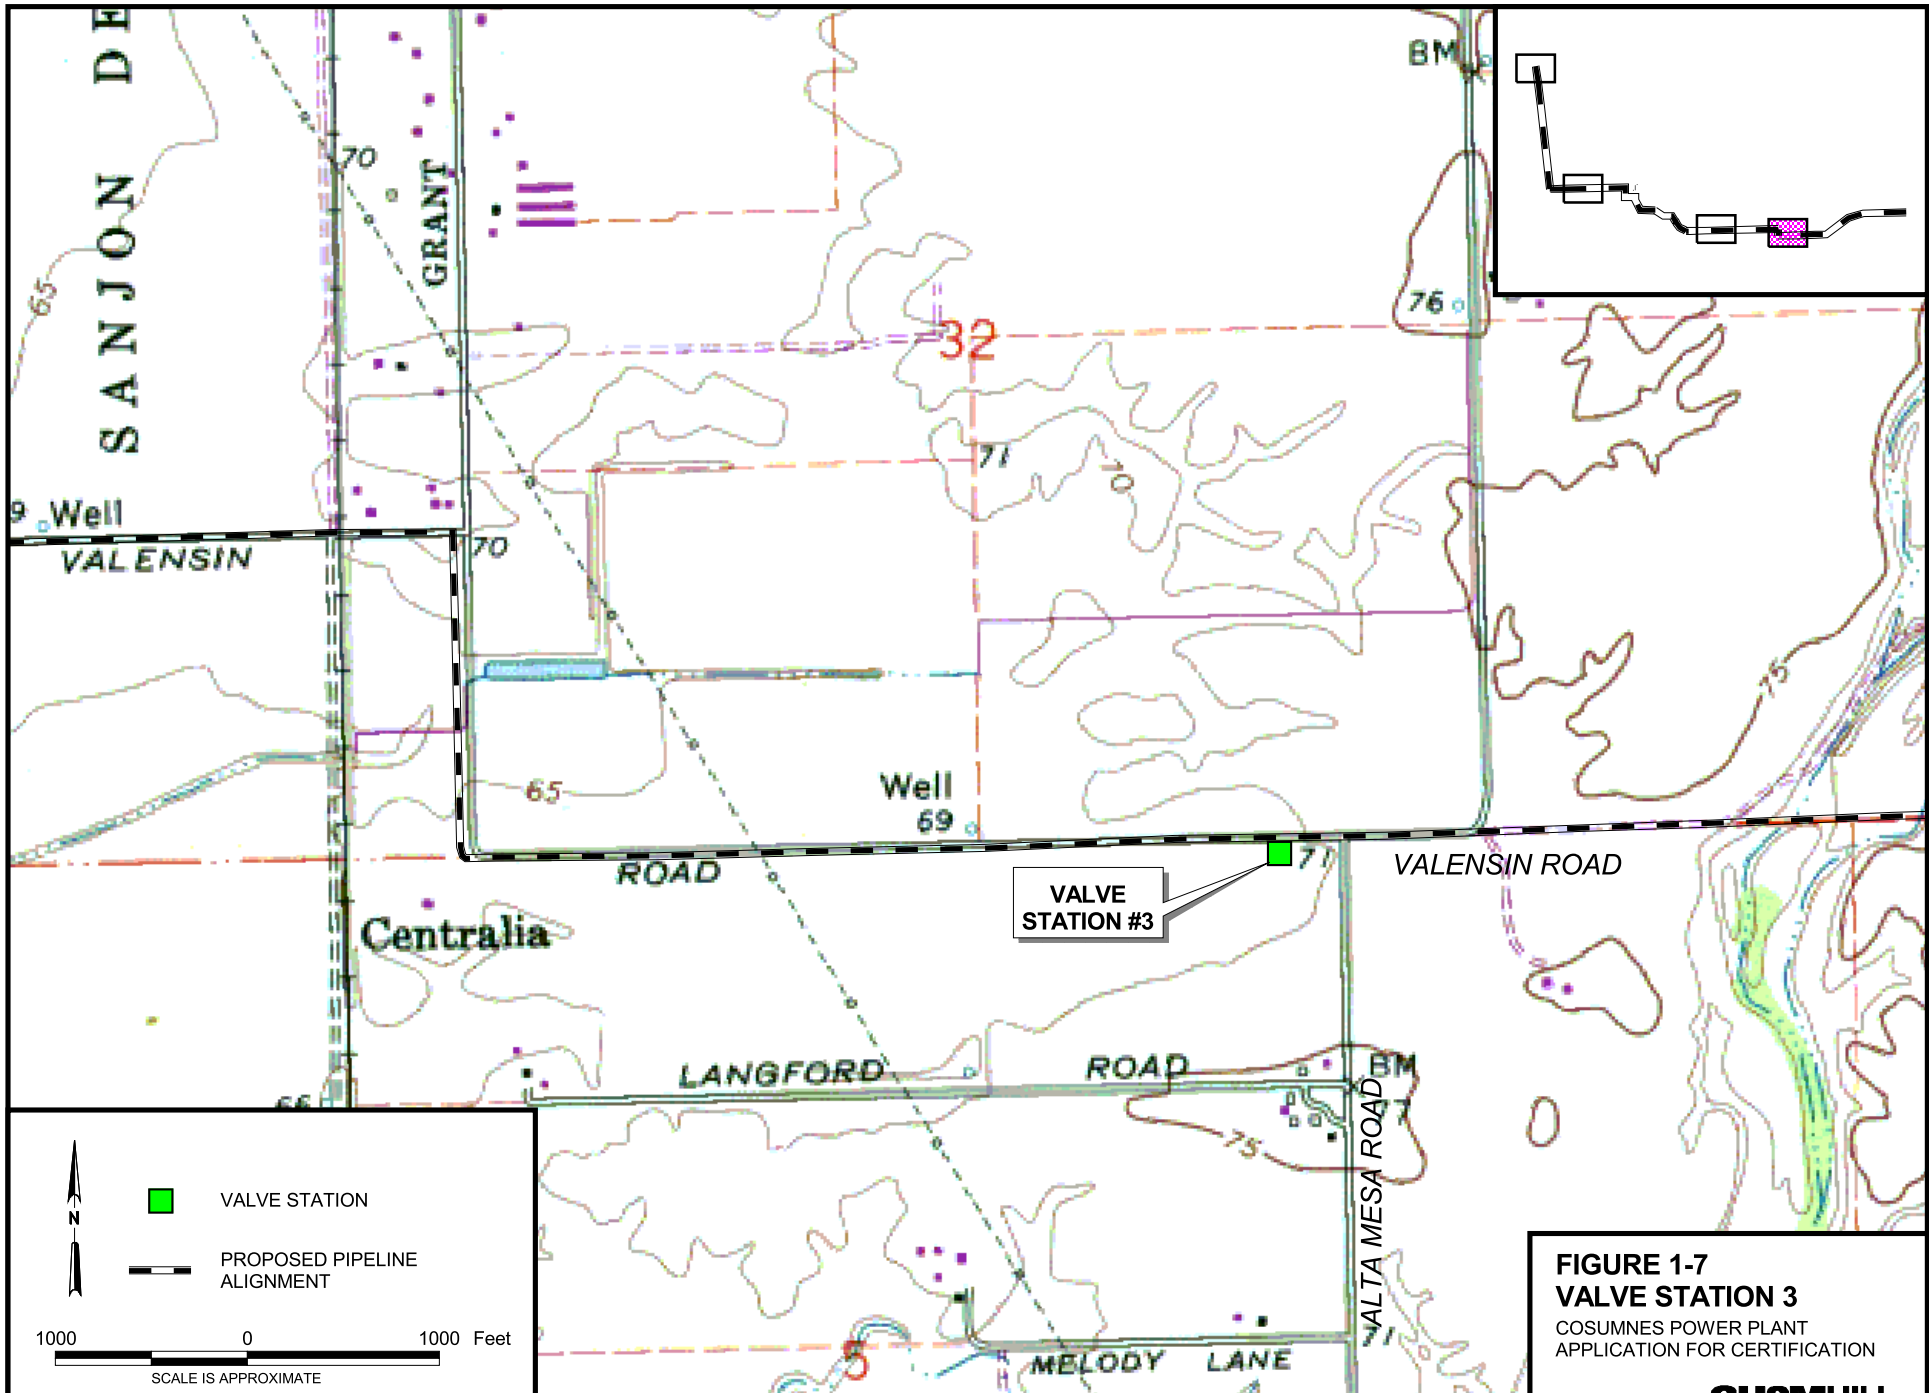 SANJON DE
BM
70
GRANT
65
76
32
71
70
9 Well
VALENSIN
70
75
65
Well
69
ROAD
71
VALENSIN ROAD
VALVE
STATION #3
Centralia
LANGFORD ROAD
BM
77
66
75
ALTA MESA ROAD
N
VALVE STATION
PROPOSED PIPELINE
ALIGNMENT
1000 0 1000 Feet
SCALE IS APPROXIMATE
5
MELODY LANE
71
FIGURE 1-7
VALVE STATION 3
COSUMNES POWER PLANT
APPLICATION FOR CERTIFICATION